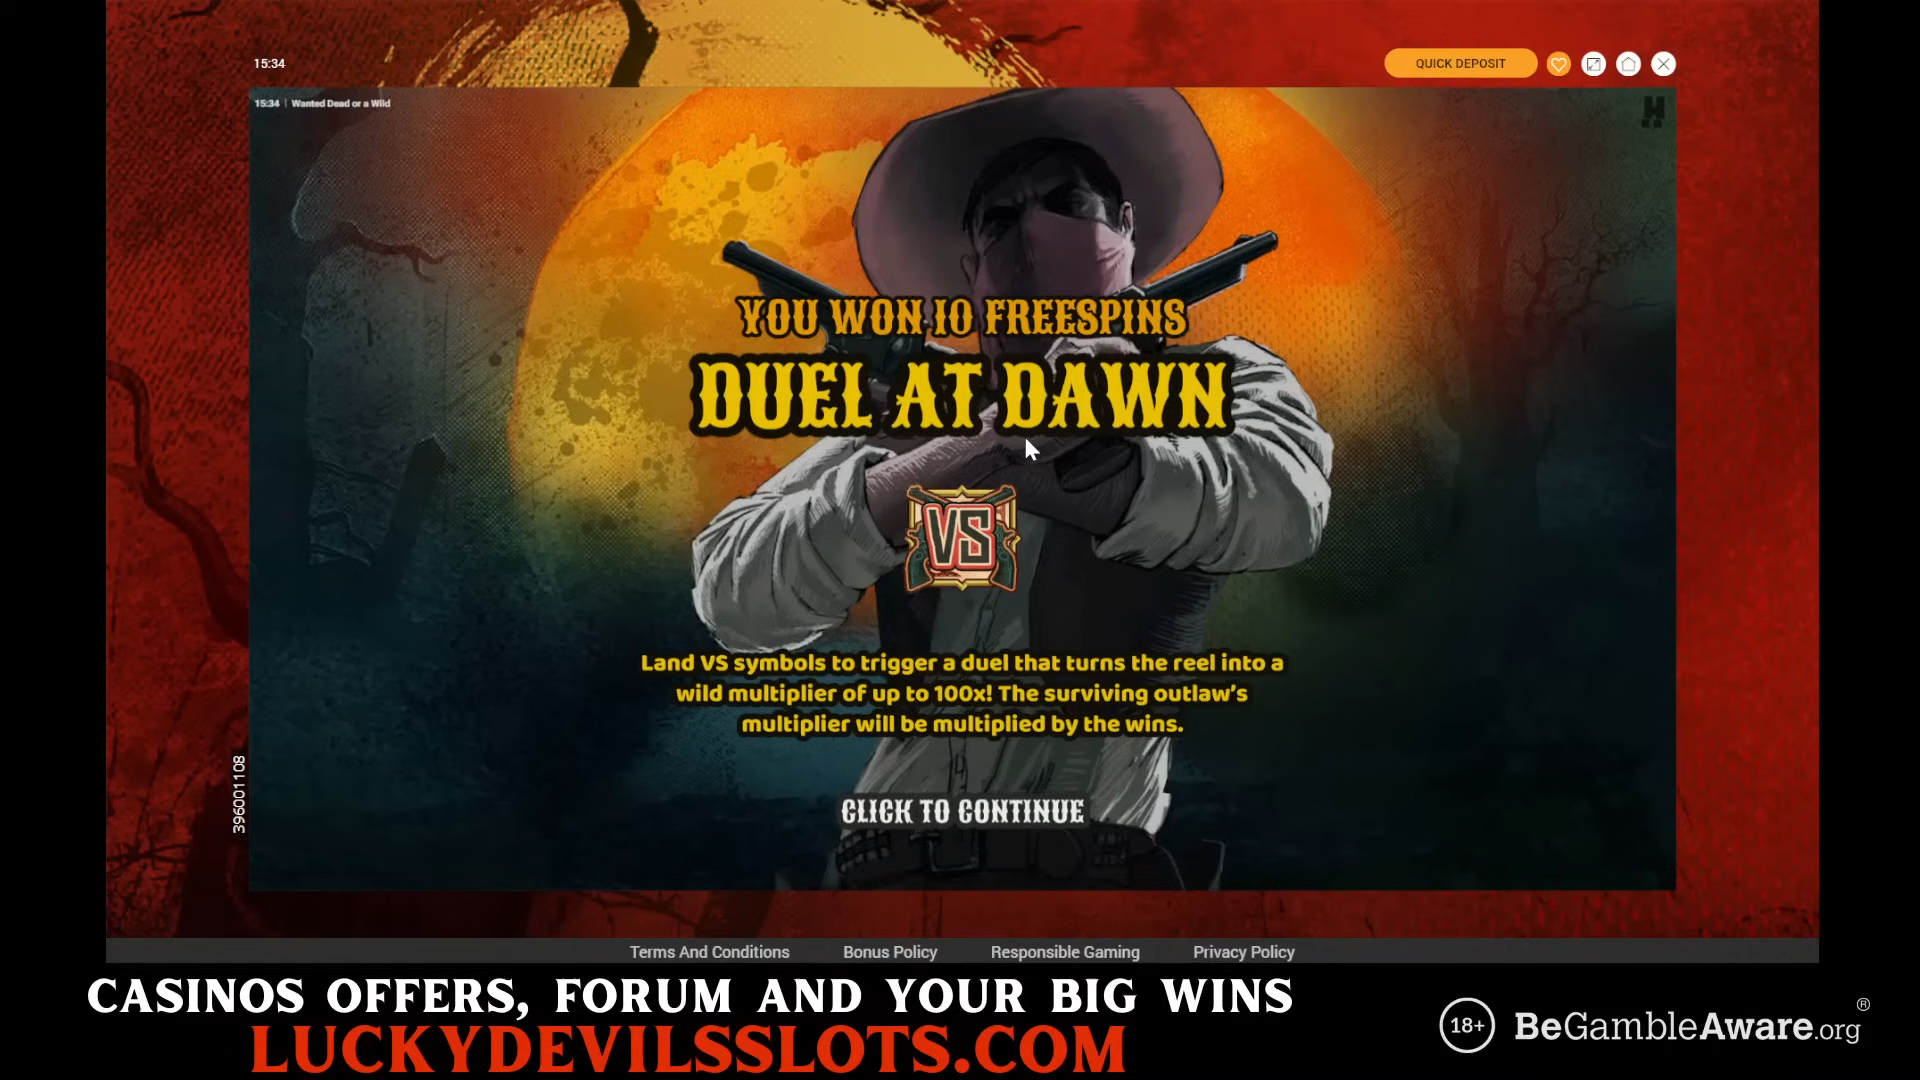 15:34
QUICK DEPOSIT
15:34 | Wanted Dead or a Wild
YOU WON 10 FREESPINS
DUEL AT DAWN
VS
Land VS symbols to trigger a duel that turns the reel into a
wild multiplier of up to 100x! The surviving outlaw's
multiplier will be multiplied by the wins.
CLICK TO CONTINUE
396001108
Terms And Conditions Bonus Policy Responsible Gaming Privacy Policy
CASINOS OFFERS, FORUM AND YOUR BIG WINS
LUCKYDEVILSSLOTS.COM
18+ BeGambleAware.org®